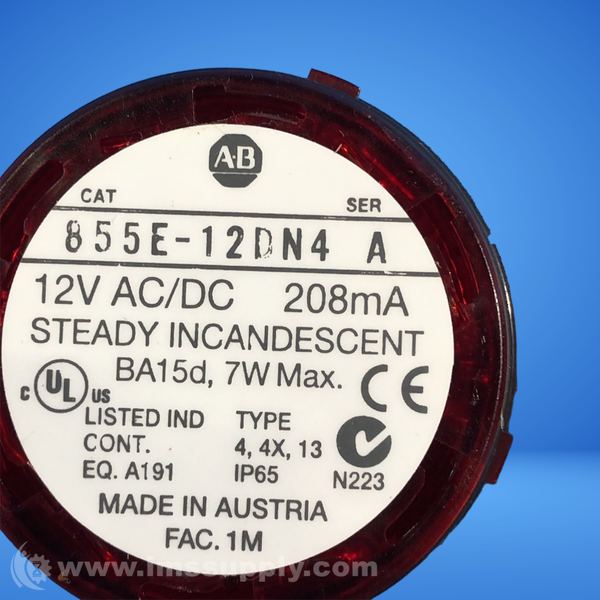 A-B
CAT SER
855E-12DN4 A
12V AC/DC 208mA
STEADY INCANDESCENT
BA15d, 7W Max.
CE
C UL US
LISTED IND TYPE
CONT. 4, 4X, 13
EQ. A191 IP65 N223
MADE IN AUSTRIA
FAC. 1M
www.imssupply.com